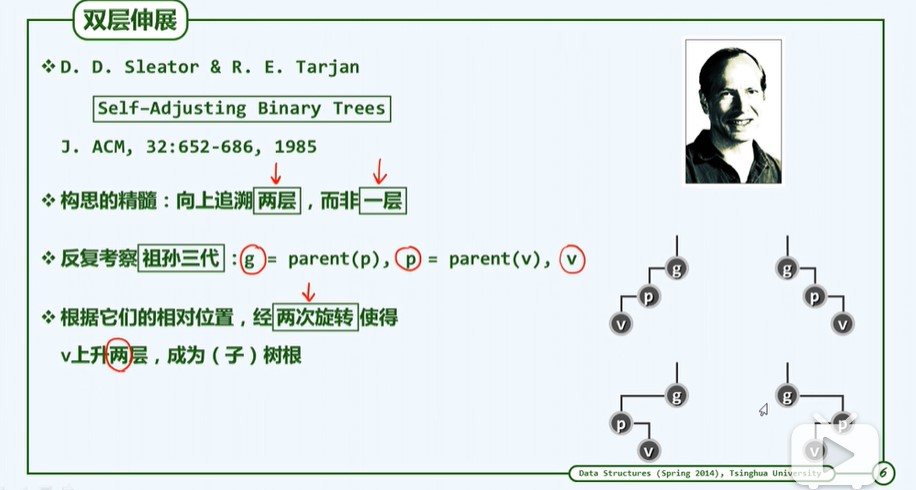 双层伸展
❖D. D. Sleator & R. E. Tarjan
Self-Adjusting Binary Trees
J. ACM, 32:652-686, 1985
❖构思的精髓：向上追溯两层，而非一层
❖反复考察祖孙三代：g = parent(p), p = parent(v), v
❖根据它们的相对位置，经两次旋转使得
v上升两层，成为（子）树根
g
p
v
g
p
v
g
p
v
g
p
v
Data Structures (Spring 2014), Tsinghua University
6